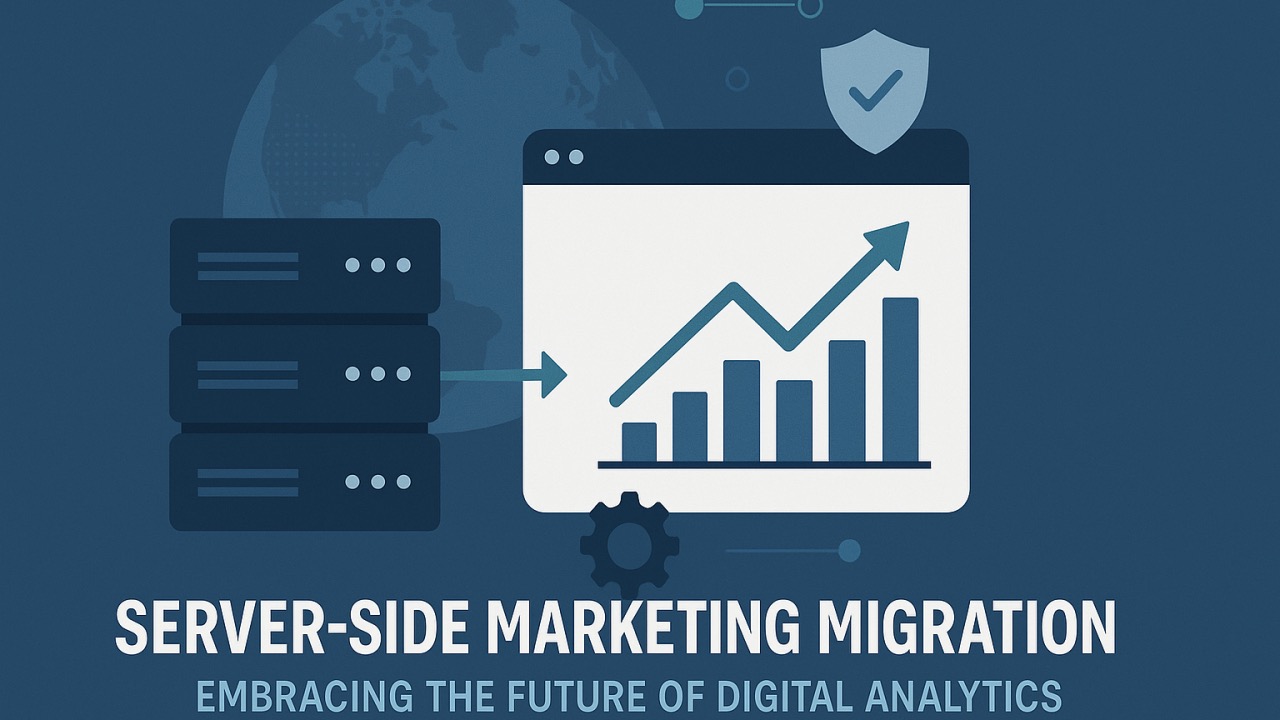 SERVER-SIDE MARKETING MIGRATION
EMBRACING THE FUTURE OF DIGITAL ANALYTICS